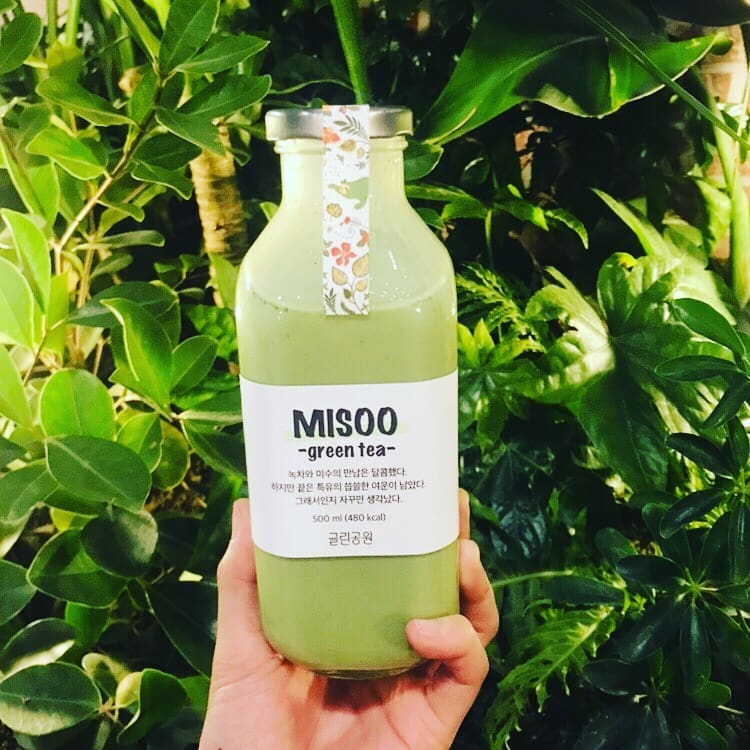 MISOO
-green tea-
녹차와 미수의 만남은 달콤했다.
하지만 끝은 특유의 씁쓸한 여운이 남았다.
그래서인지 자꾸만 생각났다.
500 ml (480 kcal)
글린공원